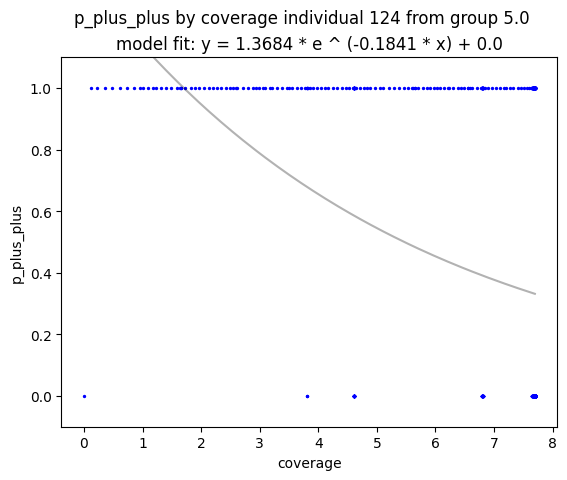 p_plus_plus by coverage individual 124 from group 5.0
model fit: y = 1.3684 * e ^ (-0.1841 * x) + 0.0
1.0
0.8
0.6
0.4
0.2
0.0
p_plus_plus
0 1 2 3 4 5 6 7 8
coverage